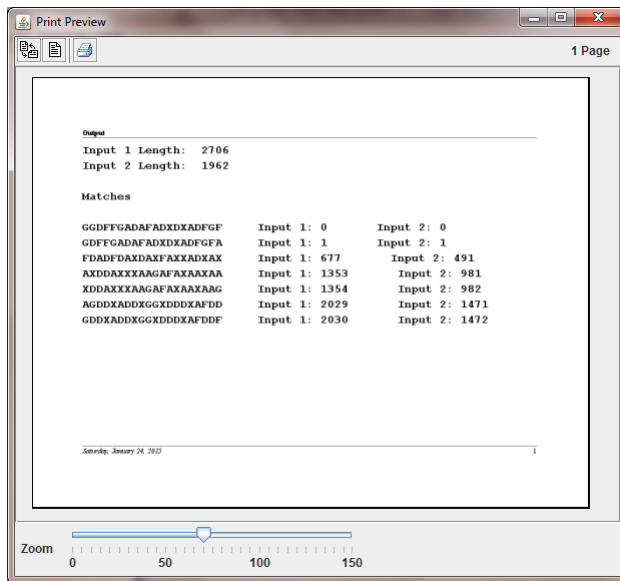 Print Preview
1 Page
Output
Input 1 Length: 2706
Input 2 Length: 1962
Matches
GGDFFGADAFADXDXADFGF Input 1: 0 Input 2: 0
GDFFGADAFADXDXADFGFA Input 1: 1 Input 2: 1
FDADFDAXDAXFAXXADXAX Input 1: 677 Input 2: 491
AXDDAXXXAAGAFAXAAXAA Input 1: 1353 Input 2: 981
XDDAXXXAAGAFAXAAXAAG Input 1: 1354 Input 2: 982
AGDDXADDXGGXDDDXAFDD Input 1: 2029 Input 2: 1471
GDDXADDXGGXDDDXAFDDF Input 1: 2030 Input 2: 1472
Saturday, January 24, 2015 1
Zoom
0 50 100 150